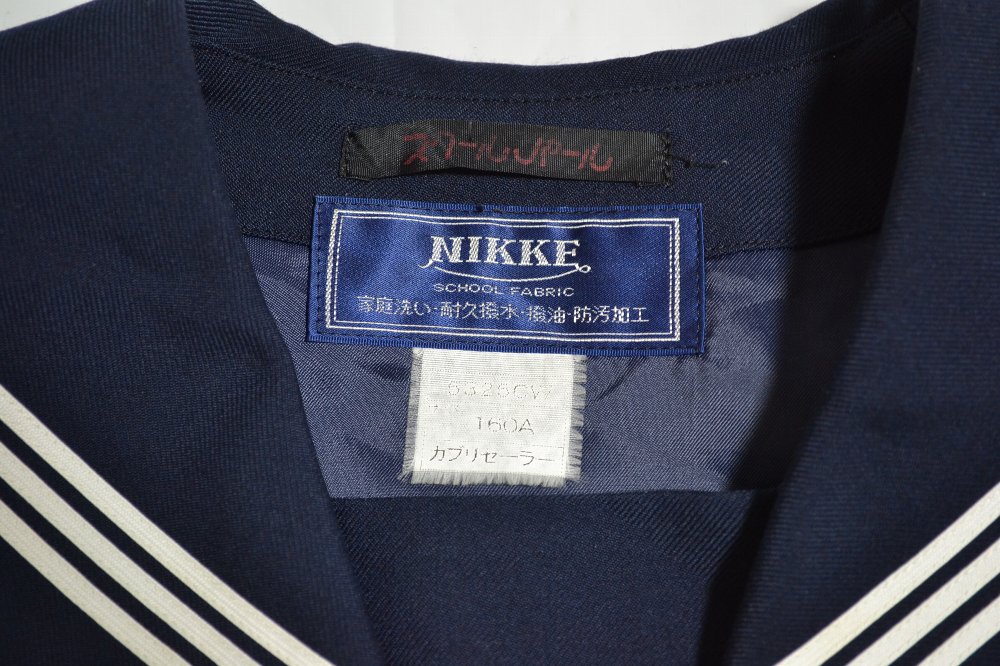 スクールパール
NIKKE
SCHOOL FABRIC
家庭洗い・耐久撥水・撥油・防汚加工
160A
カブリセーラー